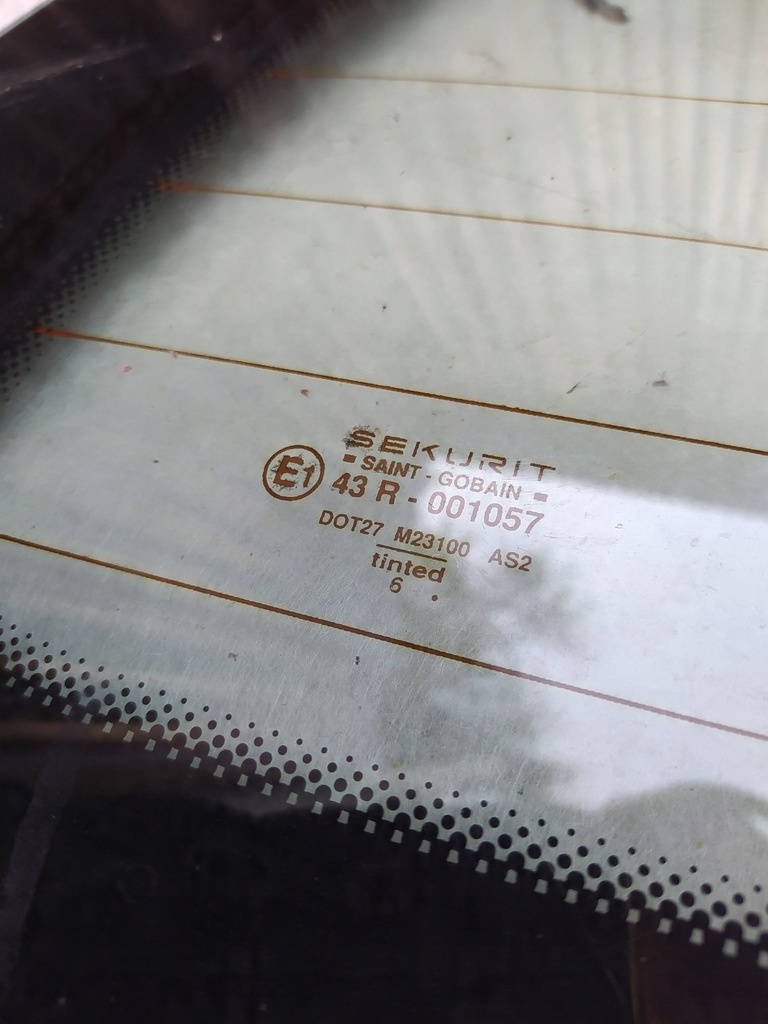 SEKURIT
SAINT - GOBAIN
E1 43 R - 001057
DOT27 M23100 AS2
tinted
6 .